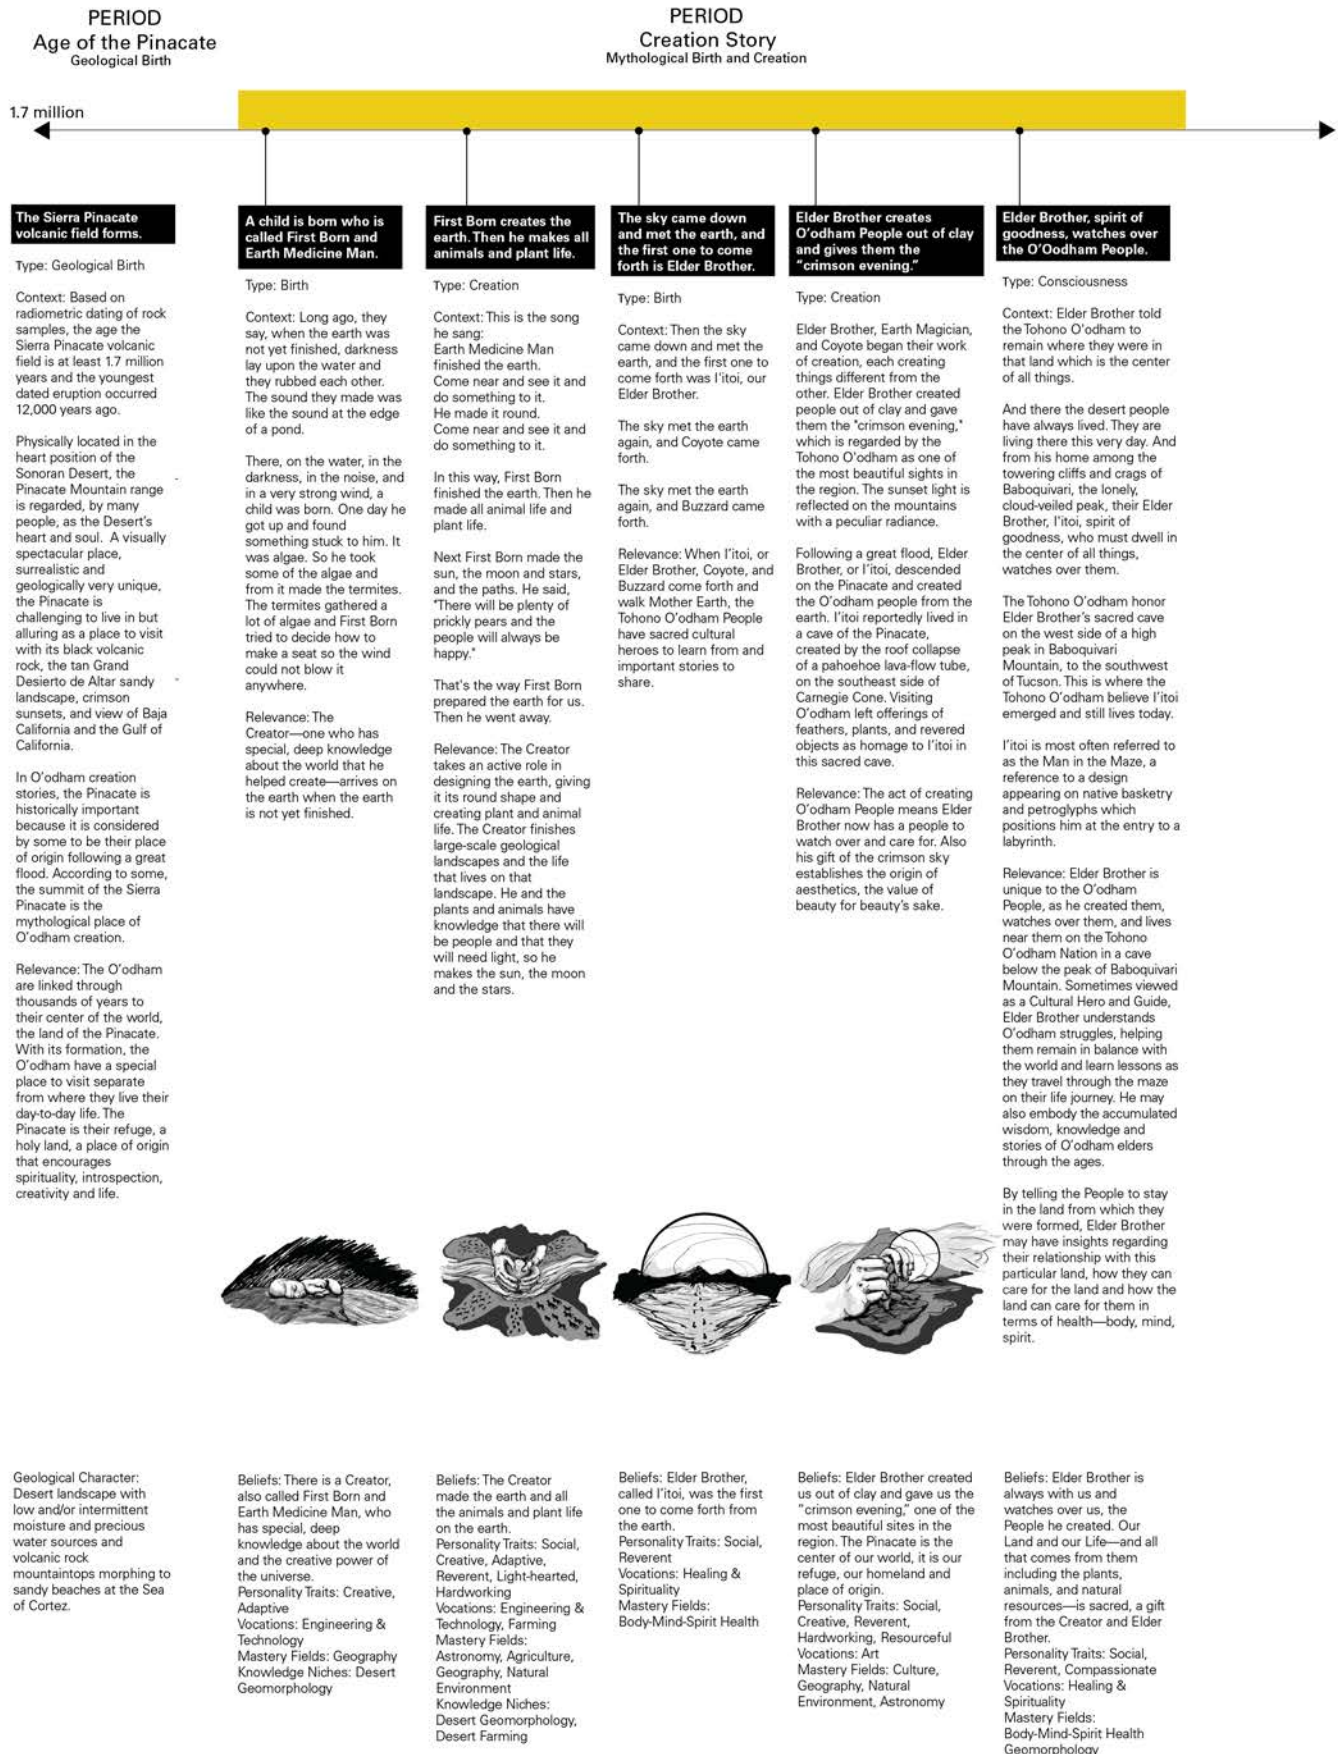 PERIOD
Age of the Pinacate
Geological Birth
PERIOD
Creation Story
Mythological Birth and Creation
1.7 million
The Sierra Pinacate
volcanic field forms.
Type: Geological Birth
Context: Based on
radiometric dating of rock
samples, the age the
Sierra Pinacate volcanic
field is at least 1.7 million
years and the youngest
dated eruption occurred
12,000 years ago.
Physically located in the
heart position of the
Sonoran Desert, the
Pinacate Mountain range
is regarded, by many
people, as the Desert's
heart and soul. A visually
spectacular place,
surrealistic and
geologically very unique,
the Pinacate is
challenging to live in but
alluring as a place to visit
with its black volcanic
rock, the tan Grand
Desierto de Altar sandy
landscape, crimson
sunsets, and view of Baja
California and the Gulf of
California.
In O'odham creation
stories, the Pinacate is
historically important
because it is considered
by some to be their place
of origin following a great
flood. According to some,
the summit of the Sierra
Pinacate is the
mythological place of
O'odham creation.
Relevance: The O'odham
are linked through
thousands of years to
their center of the world,
the land of the Pinacate.
With its formation, the
O'odham have a special
place to visit separate
from where they live their
day-to-day life. The
Pinacate is their refuge, a
holy land, a place of origin
that encourages
spirituality, introspection,
creativity and life.
Geological Character:
Desert landscape with
low and/or intermittent
moisture and precious
water sources and
volcanic rock
mountaintops morphing to
sandy beaches at the Sea
of Cortez.
A child is born who is
called First Born and
Earth Medicine Man.
Type: Birth
Context: Long ago, they
say, when the earth was
not yet finished, darkness
lay upon the water and
they rubbed each other.
The sound they made was
like the sound at the edge
of a pond.
There, on the water, in the
darkness, in the noise, and
in a very strong wind, a
child was born. One day he
got up and found
something stuck to him. It
was algae. So he took
some of the algae and
from it made the termites.
The termites gathered a
lot of algae and First Born
tried to decide how to
make a seat so the wind
could not blow it
anywhere.
Relevance: The
Creator—one who has
special, deep knowledge
about the world that he
helped create—arrives on
the earth when the earth
is not yet finished.
Beliefs: There is a Creator,
also called First Born and
Earth Medicine Man, who
has special, deep
knowledge about the world
and the creative power of
the universe.
Personality Traits: Creative,
Adaptive
Vocations: Engineering &
Technology
Mastery Fields: Geography
Knowledge Niches: Desert
Geomorphology
First Born creates the
earth. Then he makes all
animals and plant life.
Type: Creation
Context: This is the song
he sang:
Earth Medicine Man
finished the earth.
Come near and see it and
do something to it.
He made it round.
Come near and see it and
do something to it.
In this way, First Born
finished the earth. Then he
made all animal life and
plant life.
Next First Born made the
sun, the moon and stars,
and the paths. He said,
"There will be plenty of
prickly pears and the
people will always be
happy."
That's the way First Born
prepared the earth for us.
Then he went away.
Relevance: The Creator
takes an active role in
designing the earth, giving
it its round shape and
creating plant and animal
life. The Creator finishes
large-scale geological
landscapes and the life
that lives on that
landscape. He and the
plants and animals have
knowledge that there will
be people and that they
will need light, so he
makes the sun, the moon
and the stars.
Beliefs: The Creator
made the earth and all
the animals and plant life
on the earth.
Personality Traits: Social,
Creative, Adaptive,
Reverent, Light-hearted,
Hardworking
Vocations: Engineering &
Technology, Farming
Mastery Fields:
Astronomy, Agriculture,
Geography, Natural
Environment
Knowledge Niches:
Desert Geomorphology,
Desert Farming
The sky came down
and met the earth, and
the first one to come
forth is Elder Brother.
Type: Birth
Context: Then the sky
came down and met the
earth, and the first one to
come forth was I'itoi, our
Elder Brother.
The sky met the earth
again, and Coyote came
forth.
The sky met the earth
again, and Buzzard came
forth.
Relevance: When I'itoi, or
Elder Brother, Coyote, and
Buzzard come forth and
walk Mother Earth, the
Tohono O'odham People
have sacred cultural
heroes to learn from and
important stories to
share.
Beliefs: Elder Brother,
called I'itoi, was the first
one to come forth from
the earth.
Personality Traits: Social,
Reverent
Vocations: Healing &
Spirituality
Mastery Fields:
Body-Mind-Spirit Health
Elder Brother creates
O'odham People out of clay
and gives them the
"crimson evening."
Type: Creation
Elder Brother, Earth Magician,
and Coyote began their work
of creation, each creating
things different from the
other. Elder Brother created
people out of clay and gave
them the "crimson evening,"
which is regarded by the
Tohono O'odham as one of
the most beautiful sights in
the region. The sunset light is
reflected on the mountains
with a peculiar radiance.
Following a great flood, Elder
Brother, or I'itoi, descended
on the Pinacate and created
the O'odham people from the
earth. I'itoi reportedly lived in
a cave of the Pinacate,
created by the roof collapse
of a pahoehoe lava-flow tube,
on the southeast side of
Carnegie Cone. Visiting
O'odham left offerings of
feathers, plants, and revered
objects as homage to I'itoi in
this sacred cave.
Relevance: The act of creating
O'odham People means Elder
Brother now has a people to
watch over and care for. Also
his gift of the crimson sky
establishes the origin of
aesthetics, the value of
beauty for beauty's sake.
Beliefs: Elder Brother created
us out of clay and gave us the
"crimson evening," one of the
most beautiful sites in the
region. The Pinacate is the
center of our world, it is our
refuge, our homeland and
place of origin.
Personality Traits: Social,
Creative, Reverent,
Hardworking, Resourceful
Vocations: Art
Mastery Fields: Culture,
Geography, Natural
Environment, Astronomy
Elder Brother, spirit of
goodness, watches over
the O'Oodham People.
Type: Consciousness
Context: Elder Brother told
the Tohono O'odham to
remain where they were in
that land which is the center
of all things.
And there the desert people
have always lived. They are
living there this very day. And
from his home among the
towering cliffs and crags of
Baboquivari, the lonely,
cloud-veiled peak, their Elder
Brother, I'itoi, spirit of
goodness, who must dwell in
the center of all things,
watches over them.
The Tohono O'odham honor
Elder Brother's sacred cave
on the west side of a high
peak in Baboquivari
Mountain, to the southwest
of Tucson. This is where the
Tohono O'odham believe I'itoi
emerged and still lives today.
I'itoi is most often referred to
as the Man in the Maze, a
reference to a design
appearing on native basketry
and petroglyphs which
positions him at the entry to a
labyrinth.
Relevance: Elder Brother is
unique to the O'odham
People, as he created them,
watches over them, and lives
near them on the Tohono
O'odham Nation in a cave
below the peak of Baboquivari
Mountain. Sometimes viewed
as a Cultural Hero and Guide,
Elder Brother understands
O'odham struggles, helping
them remain in balance with
the world and learn lessons as
they travel through the maze
on their life journey. He may
also embody the accumulated
wisdom, knowledge and
stories of O'odham elders
through the ages.
By telling the People to stay
in the land from which they
were formed, Elder Brother
may have insights regarding
their relationship with this
particular land, how they can
care for the land and how the
land can care for them in
terms of health—body, mind,
spirit.
Beliefs: Elder Brother is
always with us and
watches over us, the
People he created. Our
Land and our Life—and all
that comes from them
including the plants,
animals, and natural
resources—is sacred, a gift
from the Creator and Elder
Brother.
Personality Traits: Social,
Reverent, Compassionate
Vocations: Healing &
Spirituality
Mastery Fields:
Body-Mind-Spirit Health
Geomorphology